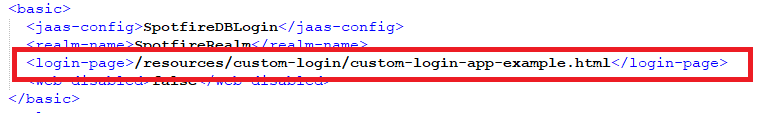 <basic>
<jaas-config>SpotfireDBLogin</jaas-config>
<realm-name>SpotfireRealm</realm-name>
<login-page>/resources/custom-login/custom-login-app-example.html</login-page>
<web-disabled>false</web-disabled>
</basic>